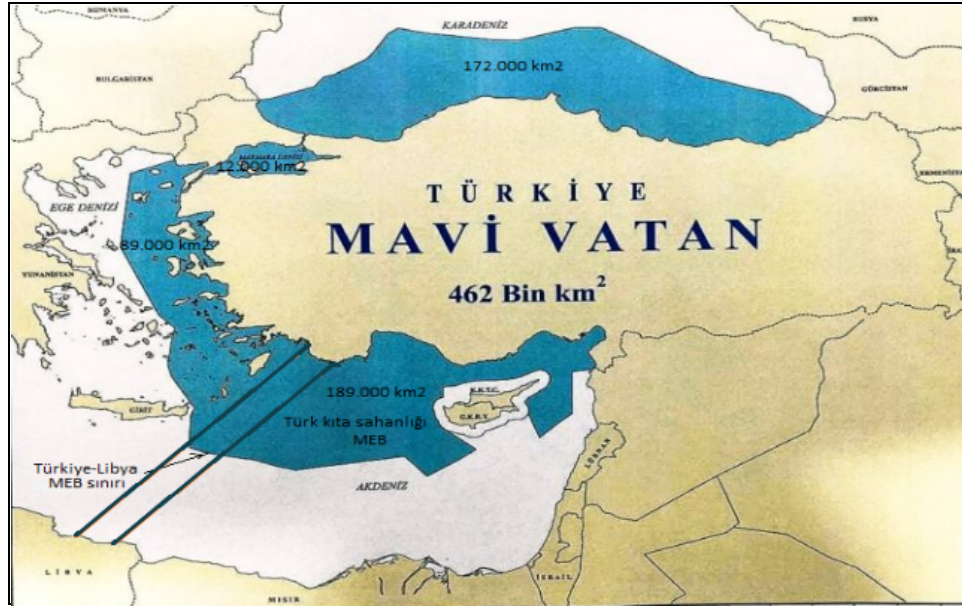 ROMANYA
KARADENİZ
RUSYA
172.000 km2
BULGARİSTAN
GÜRCİSTAN
MARMARA DENİZİ
12.000 km2
ERMENİSTAN
EGE DENİZİ
TÜRKİYE
MAVİ VATAN
89.000 km2
İRAN
YUNANİSTAN
462 Bin km²
189.000 km2
K.K.T.C.
GİRİT
G.K.R.Y.
Türk kıta sahanlığı
MEB
LÜBNAN
Türkiye-Libya
MEB sınırı
AKDENİZ
LİBYA
İSRAİL
MISIR